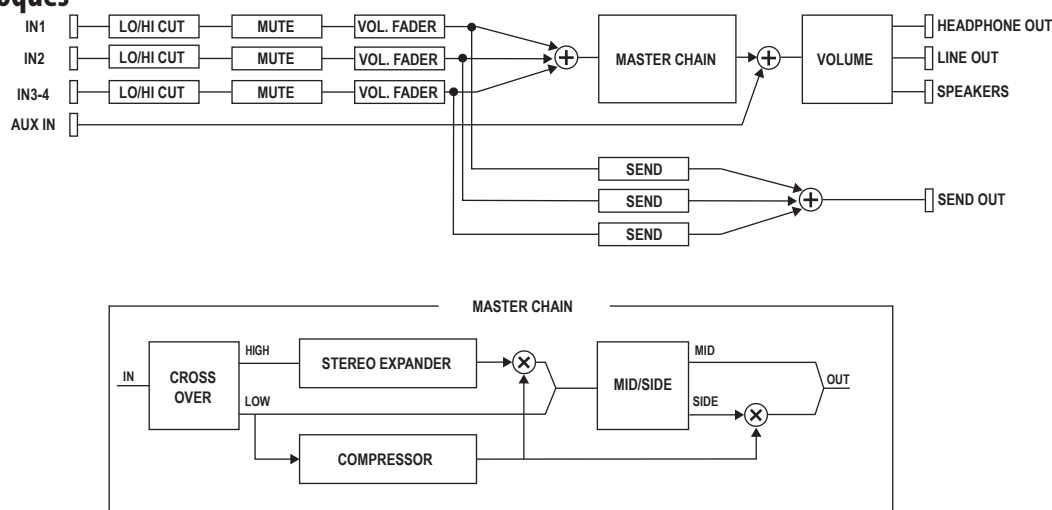 IN1 LO/HI CUT MUTE VOL. FADER HEADPHONE OUT
IN2 LO/HI CUT MUTE VOL. FADER MASTER CHAIN VOLUME LINE OUT
IN3-4 LO/HI CUT MUTE VOL. FADER SPEAKERS
AUX IN
SEND
SEND SEND OUT
SEND
MASTER CHAIN
IN
CROSS
OVER
HIGH
LOW
STEREO EXPANDER
COMPRESSOR
MID/SIDE
MID
SIDE
OUT